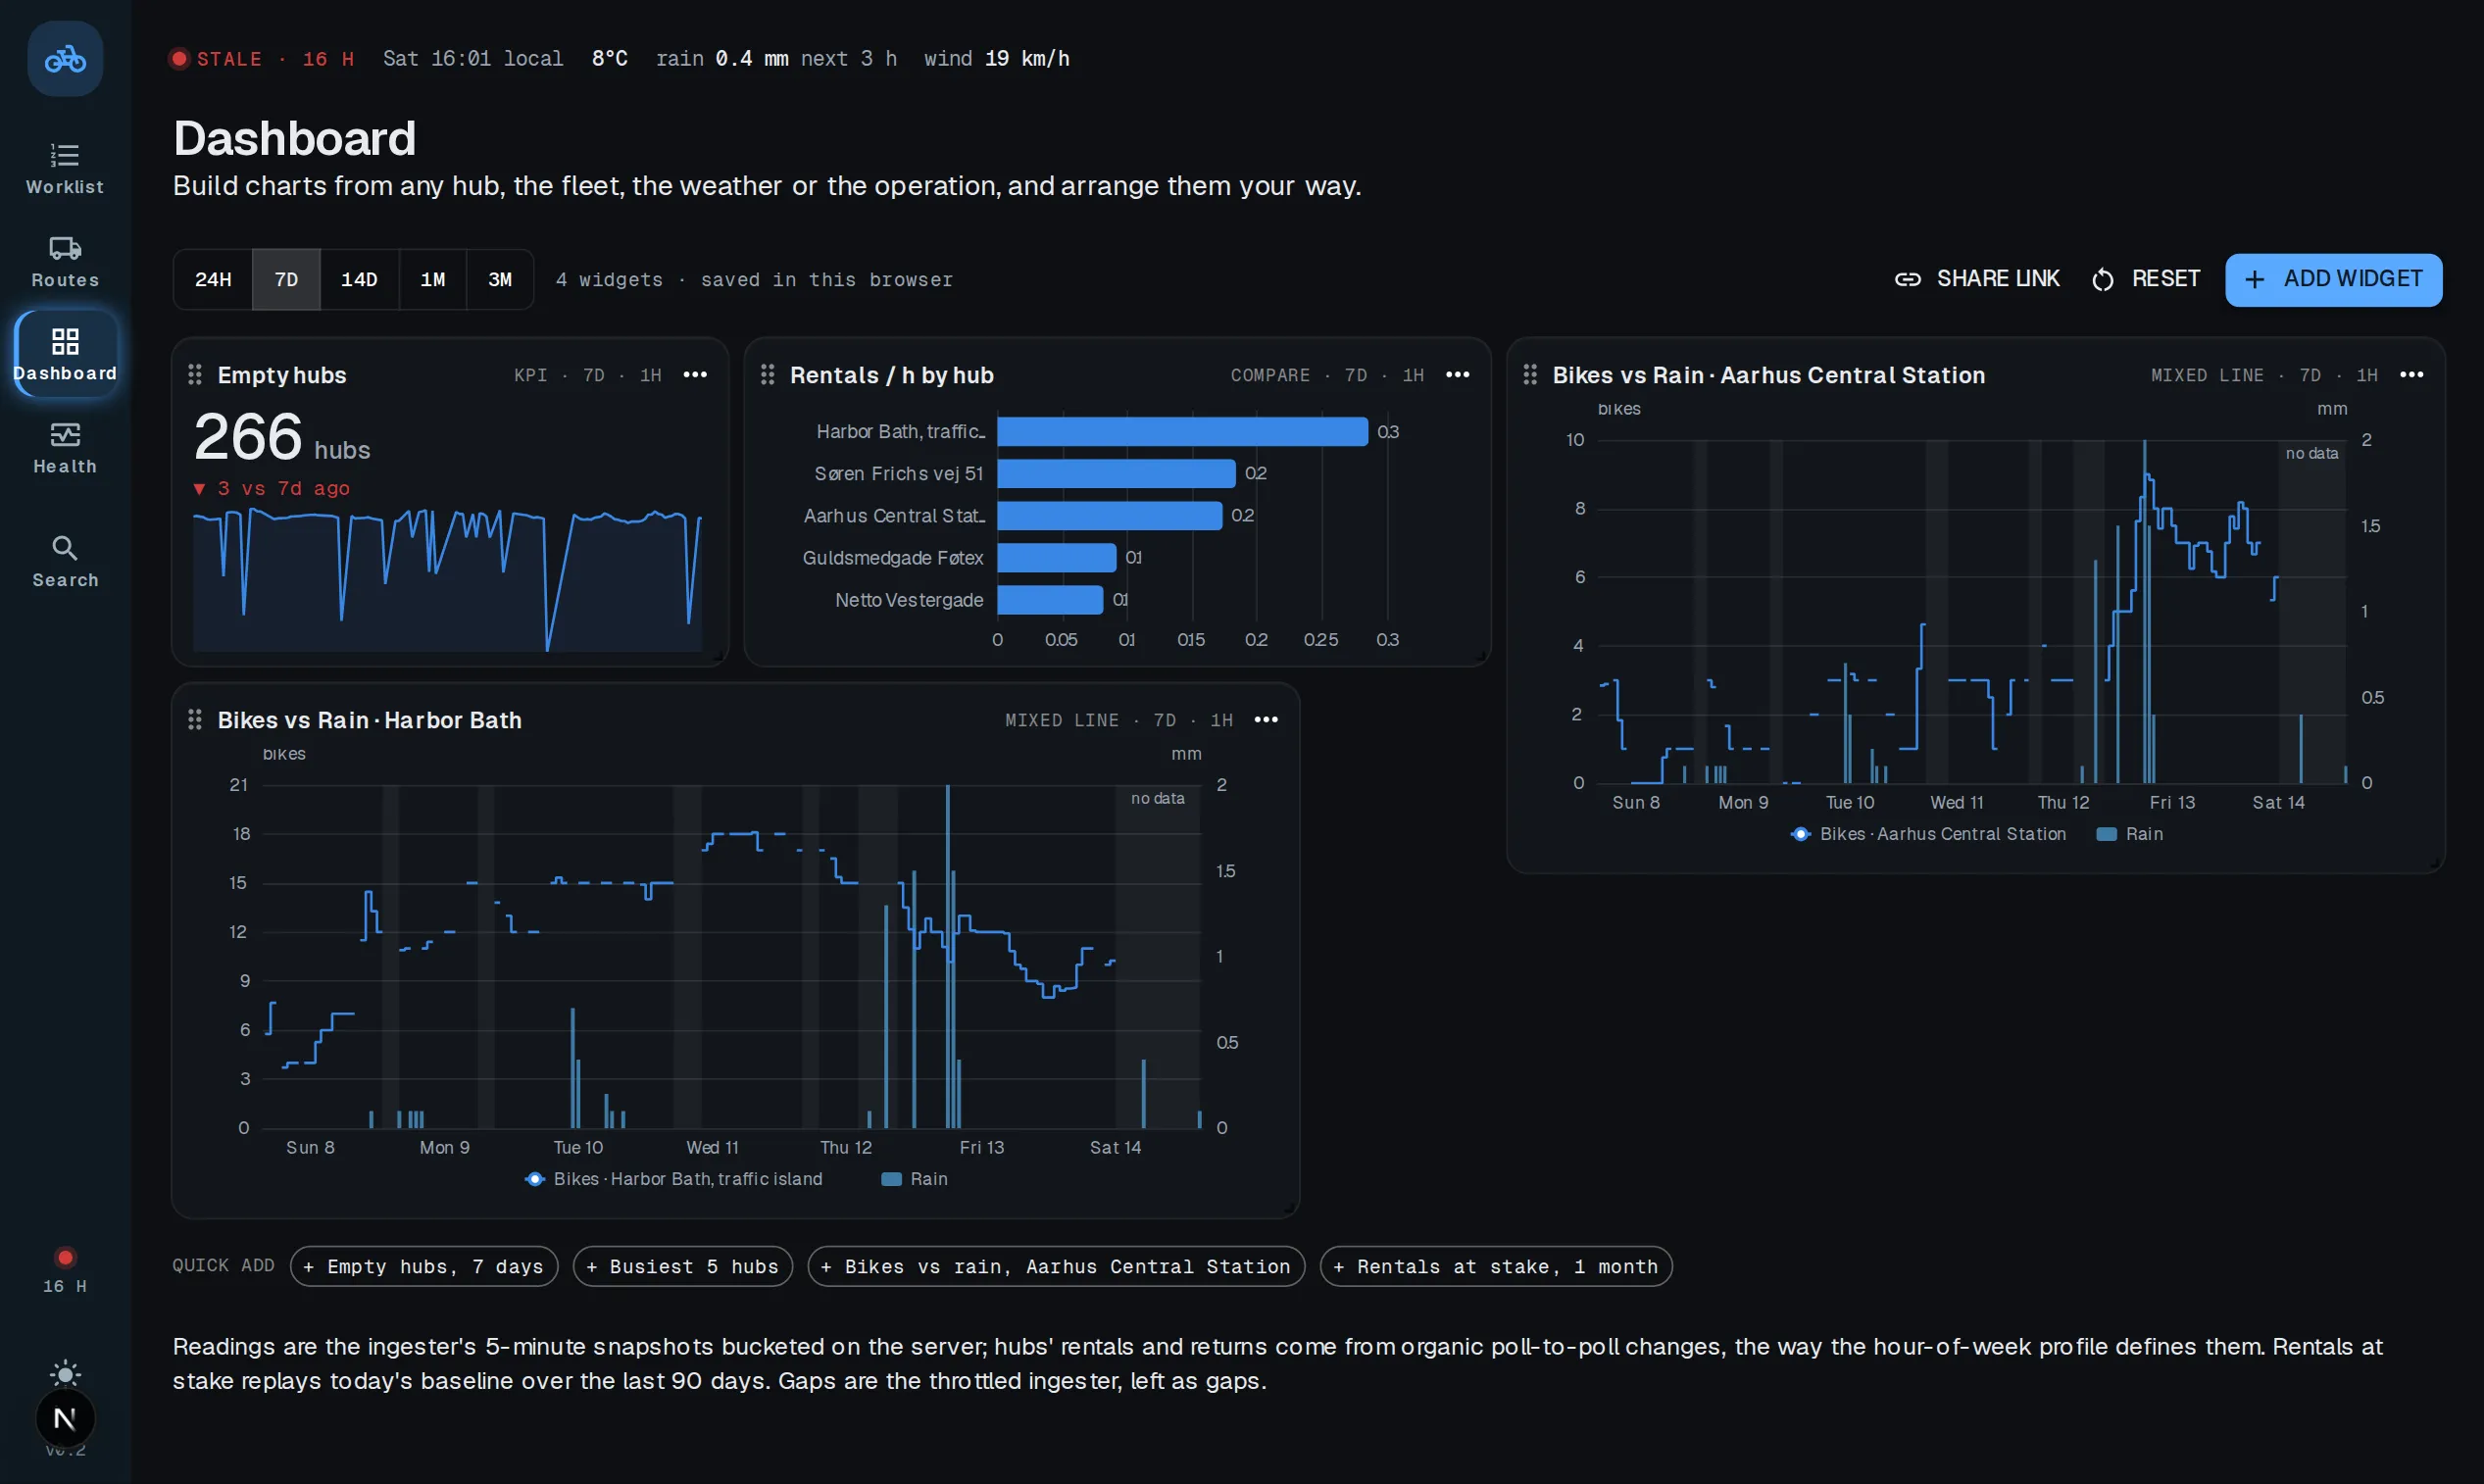 STALE · 16 H Sat 16:01 local 8°C rain 0.4 mm next 3 h wind 19 km/h
Worklist
Routes
Dashboard
Health
Search
16 H
Dashboard
Build charts from any hub, the fleet, the weather or the operation, and arrange them your way.
24H 7D 14D 1M 3M 4 widgets · saved in this browser
SHARE LINK RESET + ADD WIDGET
Empty hubs KPI · 7D · 1H
266 hubs
▼ 3 vs 7d ago
Rentals / h by hub COMPARE · 7D · 1H
Harbor Bath, traffic… 0.3
Søren Frichs vej 51 0.2
Aarhus Central Stat… 0.2
Guldsmedgade Føtex 0.1
Netto Vestergade 0.1
0 0.05 0.1 0.15 0.2 0.25 0.3
Bikes vs Rain · Aarhus Central Station MIXED LINE · 7D · 1H
bikes mm
10 2
no data
8
1.5
6
1
4
0.5
2
0 0
Sun 8 Mon 9 Tue 10 Wed 11 Thu 12 Fri 13 Sat 14
Bikes · Aarhus Central Station Rain
Bikes vs Rain · Harbor Bath MIXED LINE · 7D · 1H
bikes mm
21 2
no data
18
15
1.5
12
1
9
6
0.5
3
0 0
Sun 8 Mon 9 Tue 10 Wed 11 Thu 12 Fri 13 Sat 14
Bikes · Harbor Bath, traffic island Rain
QUICK ADD + Empty hubs, 7 days + Busiest 5 hubs + Bikes vs rain, Aarhus Central Station + Rentals at stake, 1 month
Readings are the ingester's 5-minute snapshots bucketed on the server; hubs' rentals and returns come from organic poll-to-poll changes, the way the hour-of-week profile defines them. Rentals at
stake replays today's baseline over the last 90 days. Gaps are the throttled ingester, left as gaps.
N